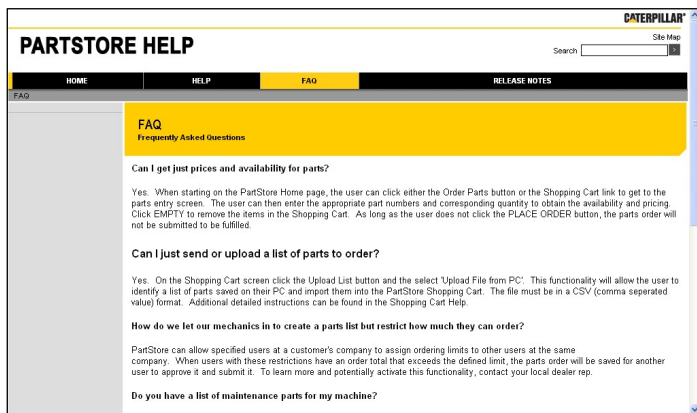 CATERPILLAR®
PARTSTORE HELP
Site Map
Search
HOME HELP FAQ RELEASE NOTES
FAQ
FAQ
Frequently Asked Questions
Can I get just prices and availability for parts?
Yes. When starting on the PartStore Home page, the user can click either the Order Parts button or the Shopping Cart link to get to the
parts entry screen. The user can then enter the appropriate part numbers and corresponding quantity to obtain the availability and pricing.
Click EMPTY to remove the items in the Shopping Cart. As long as the user does not click the PLACE ORDER button, the parts order will
not be submitted to be fulfilled.
Can I just send or upload a list of parts to order?
Yes. On the Shopping Cart screen click the Upload List button and the select 'Upload File from PC'. This functionality will allow the user to
identify a list of parts saved on their PC and import them into the PartStore Shopping Cart. The file must be in a CSV (comma seperated
value) format. Additional detailed instructions can be found in the Shopping Cart Help.
How do we let our mechanics in to create a parts list but restrict how much they can order?
PartStore can allow specified users at a customer's company to assign ordering limits to other users at the same
company. When users with these restrictions have an order total that exceeds the defined limit, the parts order will be saved for another
user to approve it and submit it. To learn more and potentially activate this functionality, contact your local dealer rep.
Do you have a list of maintenance parts for my machine?